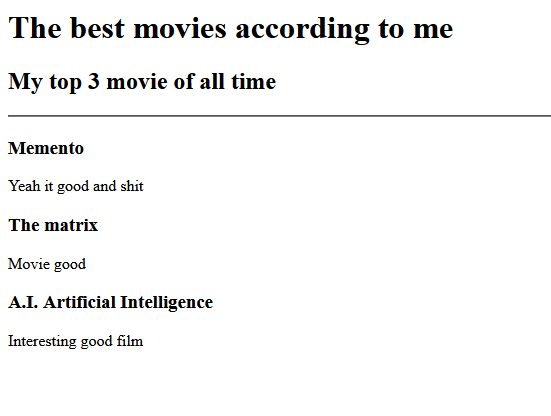 The best movies according to me
My top 3 movie of all time
Memento
Yeah it good and shit
The matrix
Movie good
A.I. Artificial Intelligence
Interesting good film